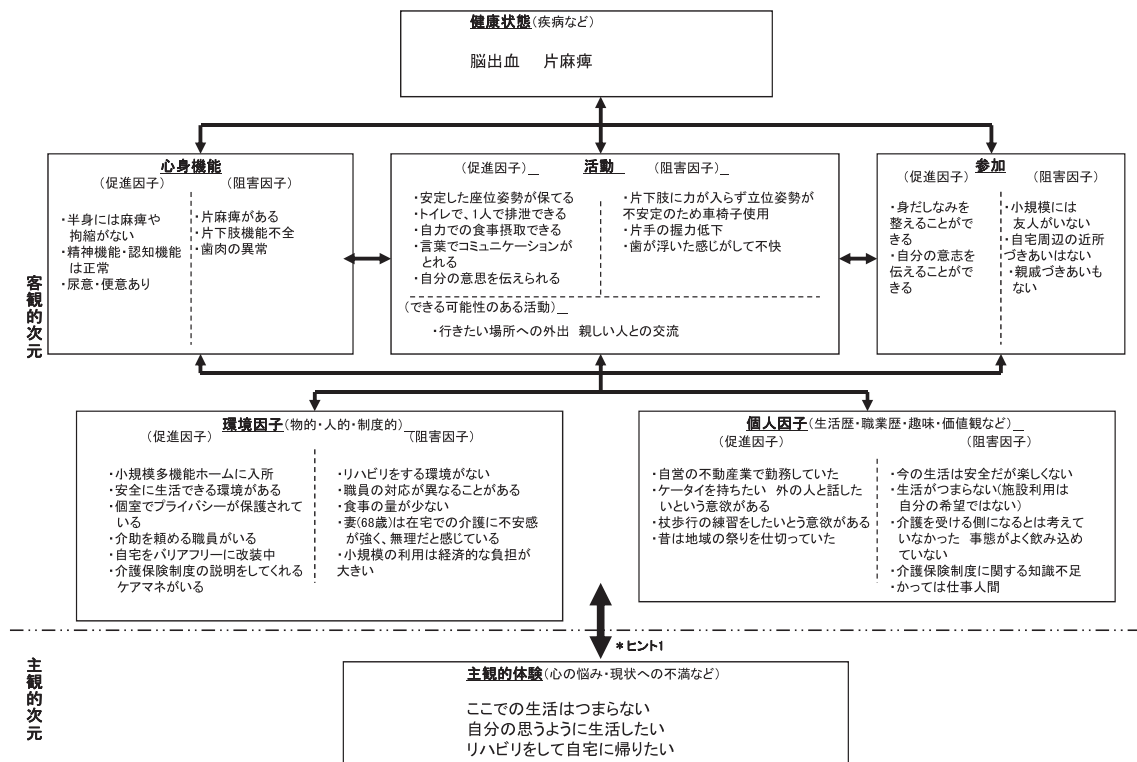 健康状態(疾病など)
脳出血　片麻痺
客観的次元
心身機能
(促進因子)　(阻害因子)
・半身には麻痺や
拘縮がない
・精神機能・認知機能
は正常
・尿意・便意あり
・片麻痺がある
・片下肢機能不全
・歯肉の異常
活動
(促進因子)　(阻害因子)
・安定した座位姿勢が保てる
・トイレで、1人で排泄できる
・自力での食事摂取できる
・言葉でコミュニケーションが
とれる
・自分の意思を伝えられる
・片下肢に力が入らず立位姿勢が
不安定のため車椅子使用
・片手の握力低下
・歯が浮いた感じがして不快
(できる可能性のある活動)
・行きたい場所への外出　親しい人との交流
参加
(促進因子)　(阻害因子)
・身だしなみを
整えることが
できる
・自分の意志を
伝えることがで
きる
・小規模には
友人がいない
・自宅周辺の近所
づきあいはない
・親戚づきあいも
ない
環境因子(物的・人的・制度的)
(促進因子)　(阻害因子)
・小規模多機能ホームに入所
・安全に生活できる環境がある
・個室でプライバシーが保護されて
いる
・介助を頼める職員がいる
・自宅をバリアフリーに改装中
・介護保険制度の説明をしてくれる
ケアマネがいる
・リハビリをする環境がない
・職員の対応が異なることがある
・食事の量が少ない
・妻(68歳)は在宅での介護に不安感
が強く、無理だと感じている
・小規模の利用は経済的な負担が
大きい
個人因子(生活歴・職業歴・趣味・価値観など)
(促進因子)　(阻害因子)
・自営の不動産業で勤務していた
・ケータイを持ちたい　外の人と話した
いという意欲がある
・杖歩行の練習をしたいとう意欲がある
・昔は地域の祭りを仕切っていた
・今の生活は安全だが楽しくない
・生活がつまらない(施設利用は
自分の希望ではない)
・介護を受ける側になるとは考えて
いなかった　事態がよく飲み込め
ていない
・介護保険制度に関する知識不足
・かっては仕事人間
＊ヒント1
主観的次元
主観的体験(心の悩み・現状への不満など)
ここでの生活はつまらない
自分の思うように生活したい
リハビリをして自宅に帰りたい